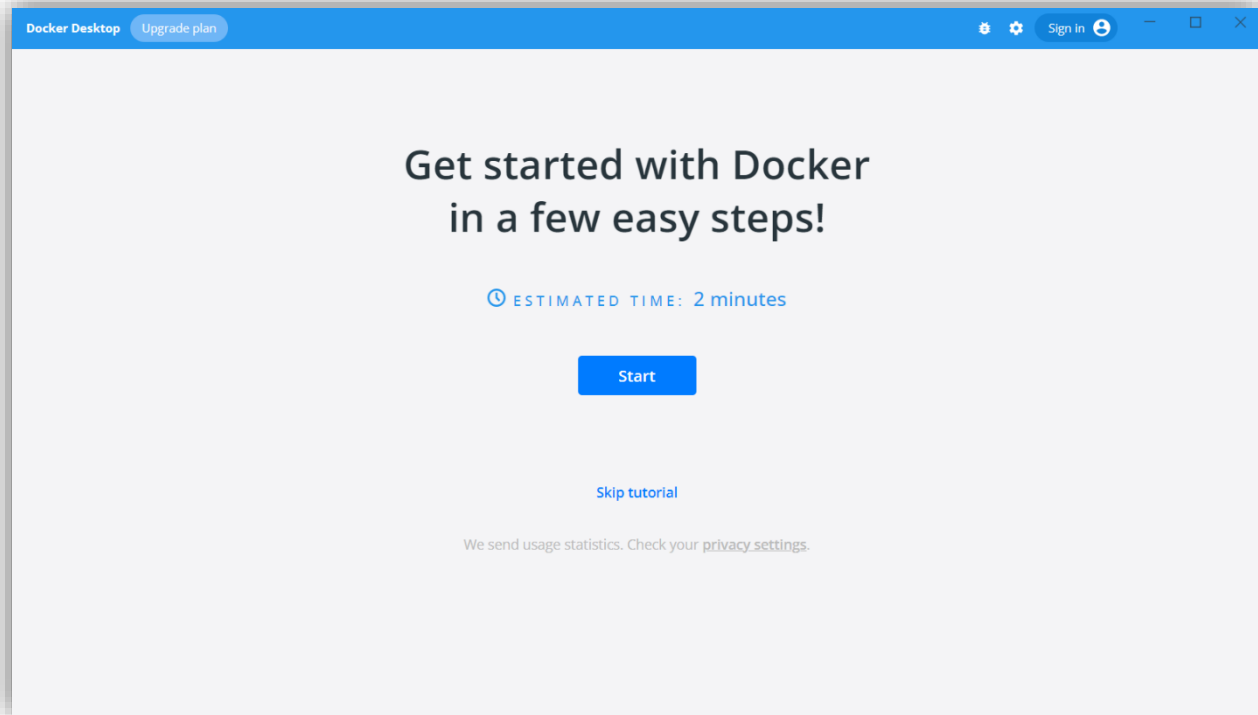 Docker Desktop Upgrade plan Sign in
Get started with Docker
in a few easy steps!
ESTIMATED TIME: 2 minutes
Start
Skip tutorial
We send usage statistics. Check your privacy settings.